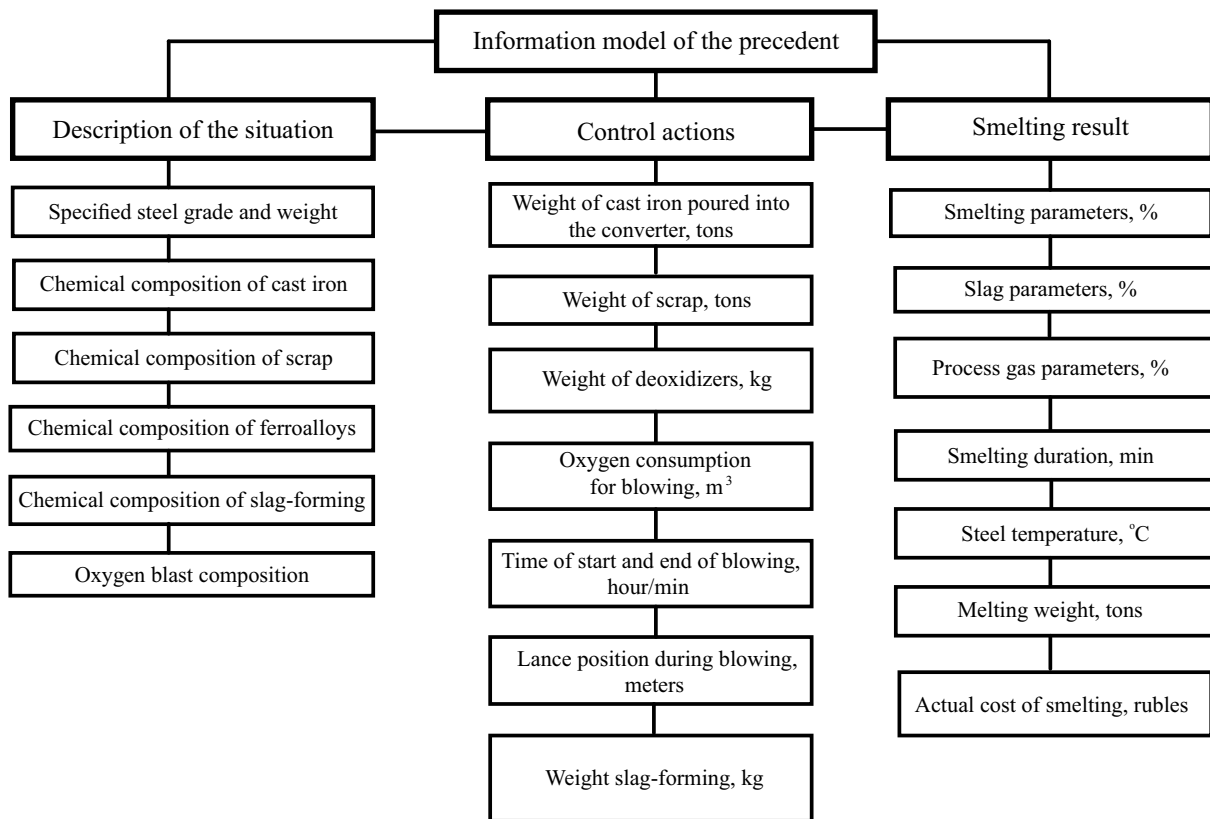 Information model of the precedent
Description of the situation
Control actions
Smelting result
Specified steel grade and weight
Chemical composition of cast iron
Chemical composition of scrap
Chemical composition of ferroalloys
Chemical composition of slag-forming
Oxygen blast composition
Weight of cast iron poured into
the converter, tons
Weight of scrap, tons
Weight of deoxidizers, kg
Oxygen consumption
for blowing, m³
Time of start and end of blowing,
hour/min
Lance position during blowing,
meters
Weight slag-forming, kg
Smelting parameters, %
Slag parameters, %
Process gas parameters, %
Smelting duration, min
Steel temperature, °C
Melting weight, tons
Actual cost of smelting, rubles